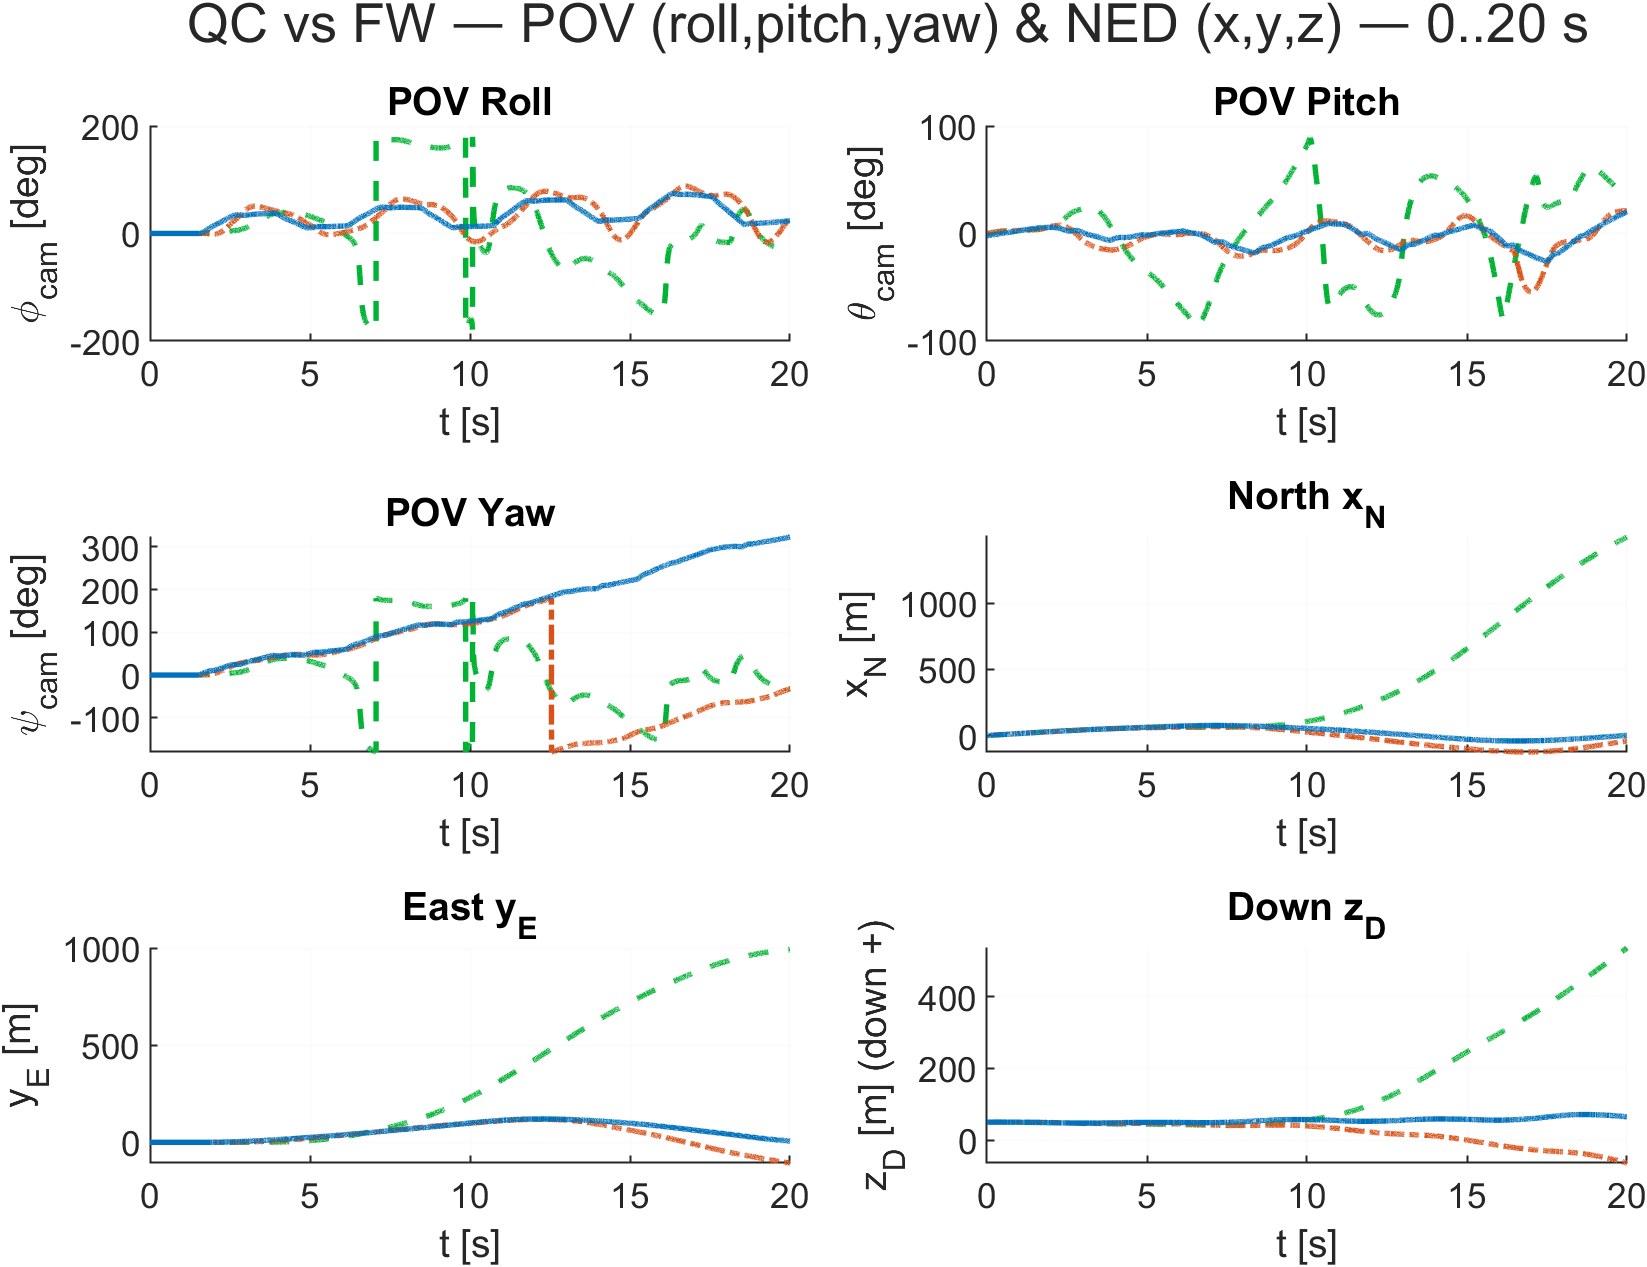 QC vs FW — POV (roll,pitch,yaw) & NED (x,y,z) — 0..20 s
POV Roll
ϕcam [deg]
200
0
-200
0 5 10 15 20
t [s]
POV Pitch
θcam [deg]
100
0
-100
0 5 10 15 20
t [s]
POV Yaw
ψcam [deg]
300
200
100
0
-100
0 5 10 15 20
t [s]
North xN
xN [m]
1000
500
0
0 5 10 15 20
t [s]
East yE
yE [m]
1000
500
0
0 5 10 15 20
t [s]
Down zD
zD [m] (down +)
400
200
0
0 5 10 15 20
t [s]